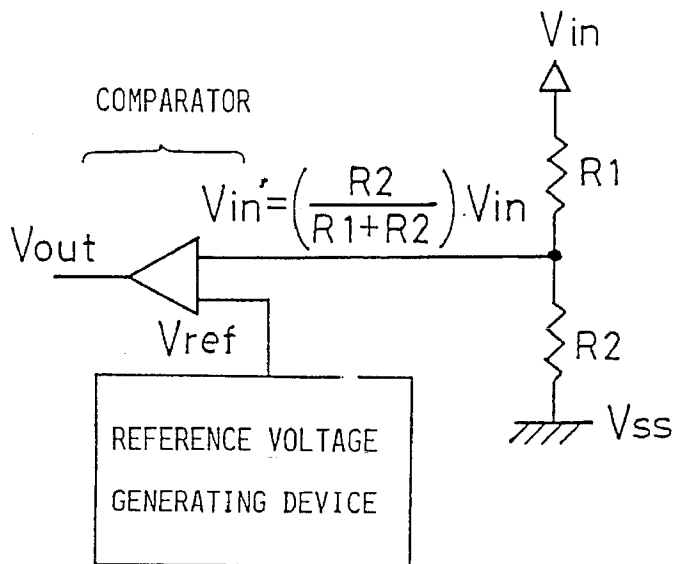 Vin
COMPARATOR
R1
Vin'=(R2/(R1+R2))·Vin
Vout
Vref
R2
Vss
REFERENCE VOLTAGE
GENERATING DEVICE